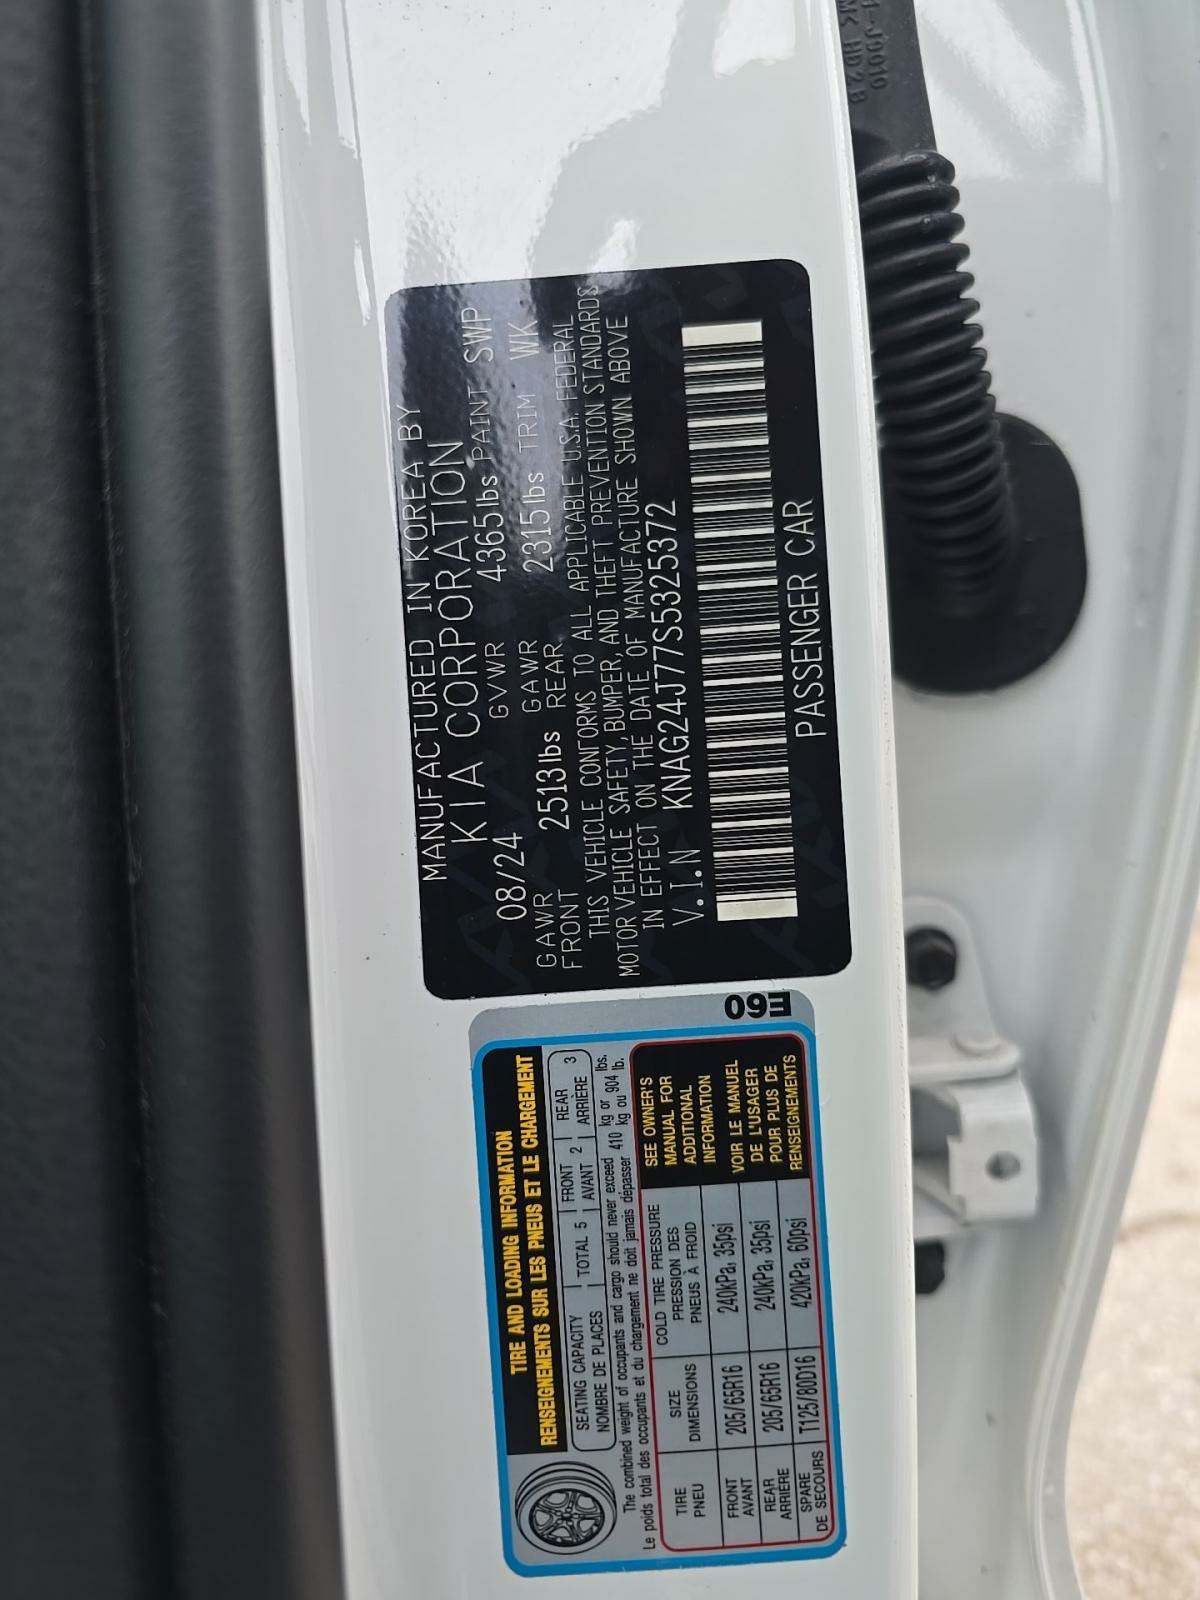 MANUFACTURED IN KOREA BY
KIA CORPORATION
08/24 GVWR 4365lbs PAINT SWP
GAWR FRONT 2513lbs GAWR REAR 2315lbs TRIM WK
THIS VEHICLE CONFORMS TO ALL APPLICABLE U.S.A. FEDERAL
MOTOR VEHICLE SAFETY, BUMPER, AND THEFT PREVENTION STANDARDS
IN EFFECT ON THE DATE OF MANUFACTURE SHOWN ABOVE
V.I.N KNAG24J77S5325372
PASSENGER CAR
E60
TIRE AND LOADING INFORMATION
RENSEIGNEMENTS SUR LES PNEUS ET LE CHARGEMENT
SEATING CAPACITY TOTAL 5 FRONT 2 REAR 3
NOMBRE DE PLACES AVANT ARRIÈRE
The combined weight of occupants and cargo should never exceed 410 kg or 904 lbs.
Le poids total des occupants et du chargement ne doit jamais dépasser 410 kg ou 904 lb.
TIRE PNEU
SIZE DIMENSIONS
COLD TIRE PRESSURE
PRESSION DES PNEUS À FROID
SEE OWNER'S
MANUAL FOR
ADDITIONAL
INFORMATION
FRONT AVANT 205/65R16 240kPa, 35psi
REAR ARRIÈRE 205/65R16 240kPa, 35psi
SPARE DE SECOURS T125/80D16 420kPa, 60psi
VOIR LE MANUEL
DE L'USAGER
POUR PLUS DE
RENSEIGNEMENTS